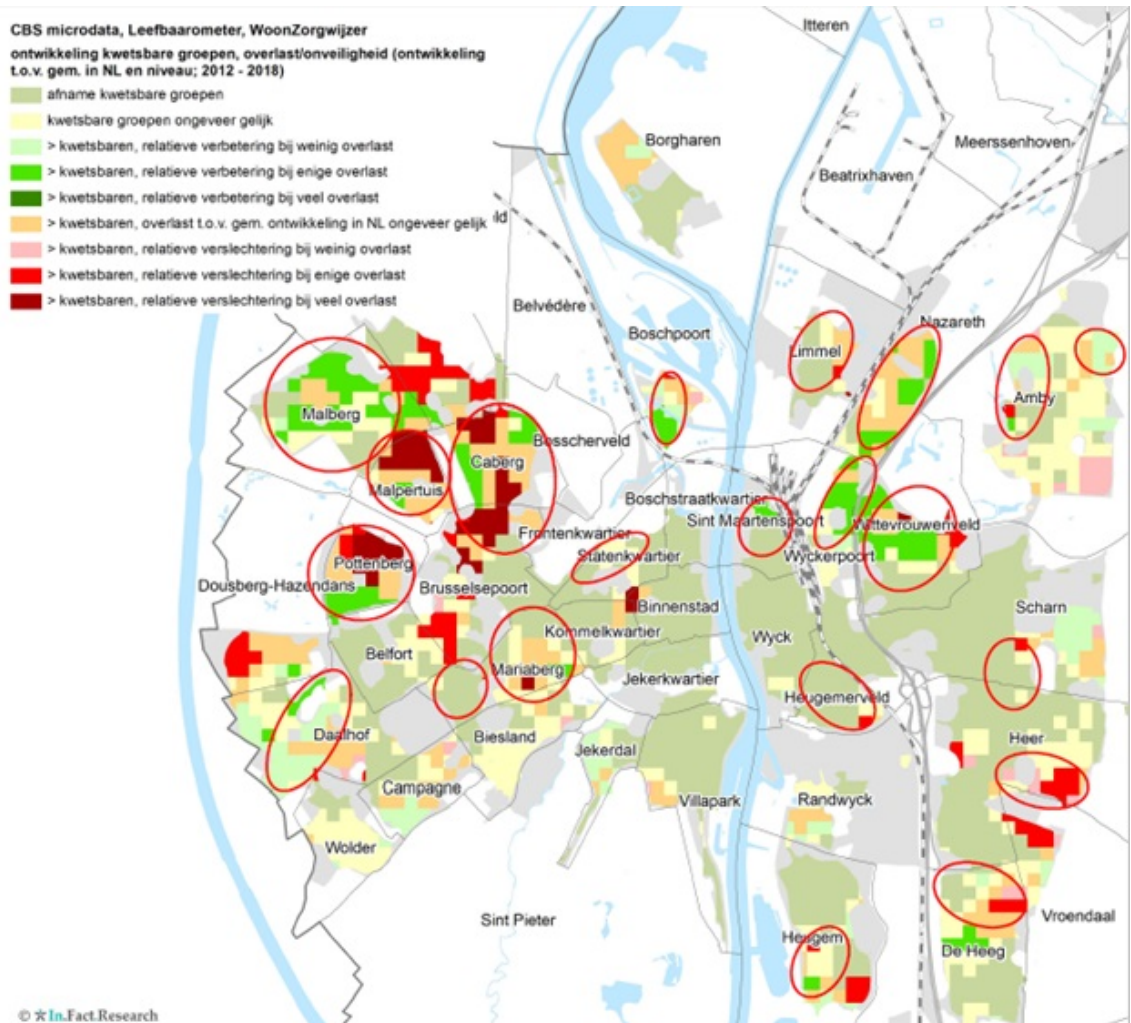 CBS microdata, Leefbaarometer, WoonZorgwijzer
ontwikkeling kwetsbare groepen, overlast/onveiligheid (ontwikkeling
t.o.v. gem. in NL en niveau; 2012 - 2018)
afname kwetsbare groepen
kwetsbare groepen ongeveer gelijk
> kwetsbaren, relatieve verbetering bij weinig overlast
> kwetsbaren, relatieve verbetering bij enige overlast
> kwetsbaren, relatieve verbetering bij veel overlast
> kwetsbaren, overlast t.o.v. gem. ontwikkeling in NL ongeveer gelijk
> kwetsbaren, relatieve verslechtering bij weinig overlast
> kwetsbaren, relatieve verslechtering bij enige overlast
> kwetsbaren, relatieve verslechtering bij veel overlast
Itteren
Borgharen
Meerssenhoven
Beatrixhaven
ld
Belvédère
Boschpoort
Nazareth
Limmel
Amby
Malberg
Bosscherveld
Caberg
Malpertuis
Boschstraatkwartier
Sint Maartenspoort
Wittevrouwenveld
Frontenkwartier
Statenkwartier
Wyckerpoort
Pottenberg
Dousberg-Hazendans
Brusselsepoort
Binnenstad
Scharn
Kommelkwartier
Wyck
Belfort
Mariaberg
Jekerkwartier
Heugemerveld
Daalhof
Biesland
Jekerdal
Heer
Campagne
Villapark
Randwyck
Wolder
Sint Pieter
Vroendaal
Heugem
De Heeg
© In.Fact.Research